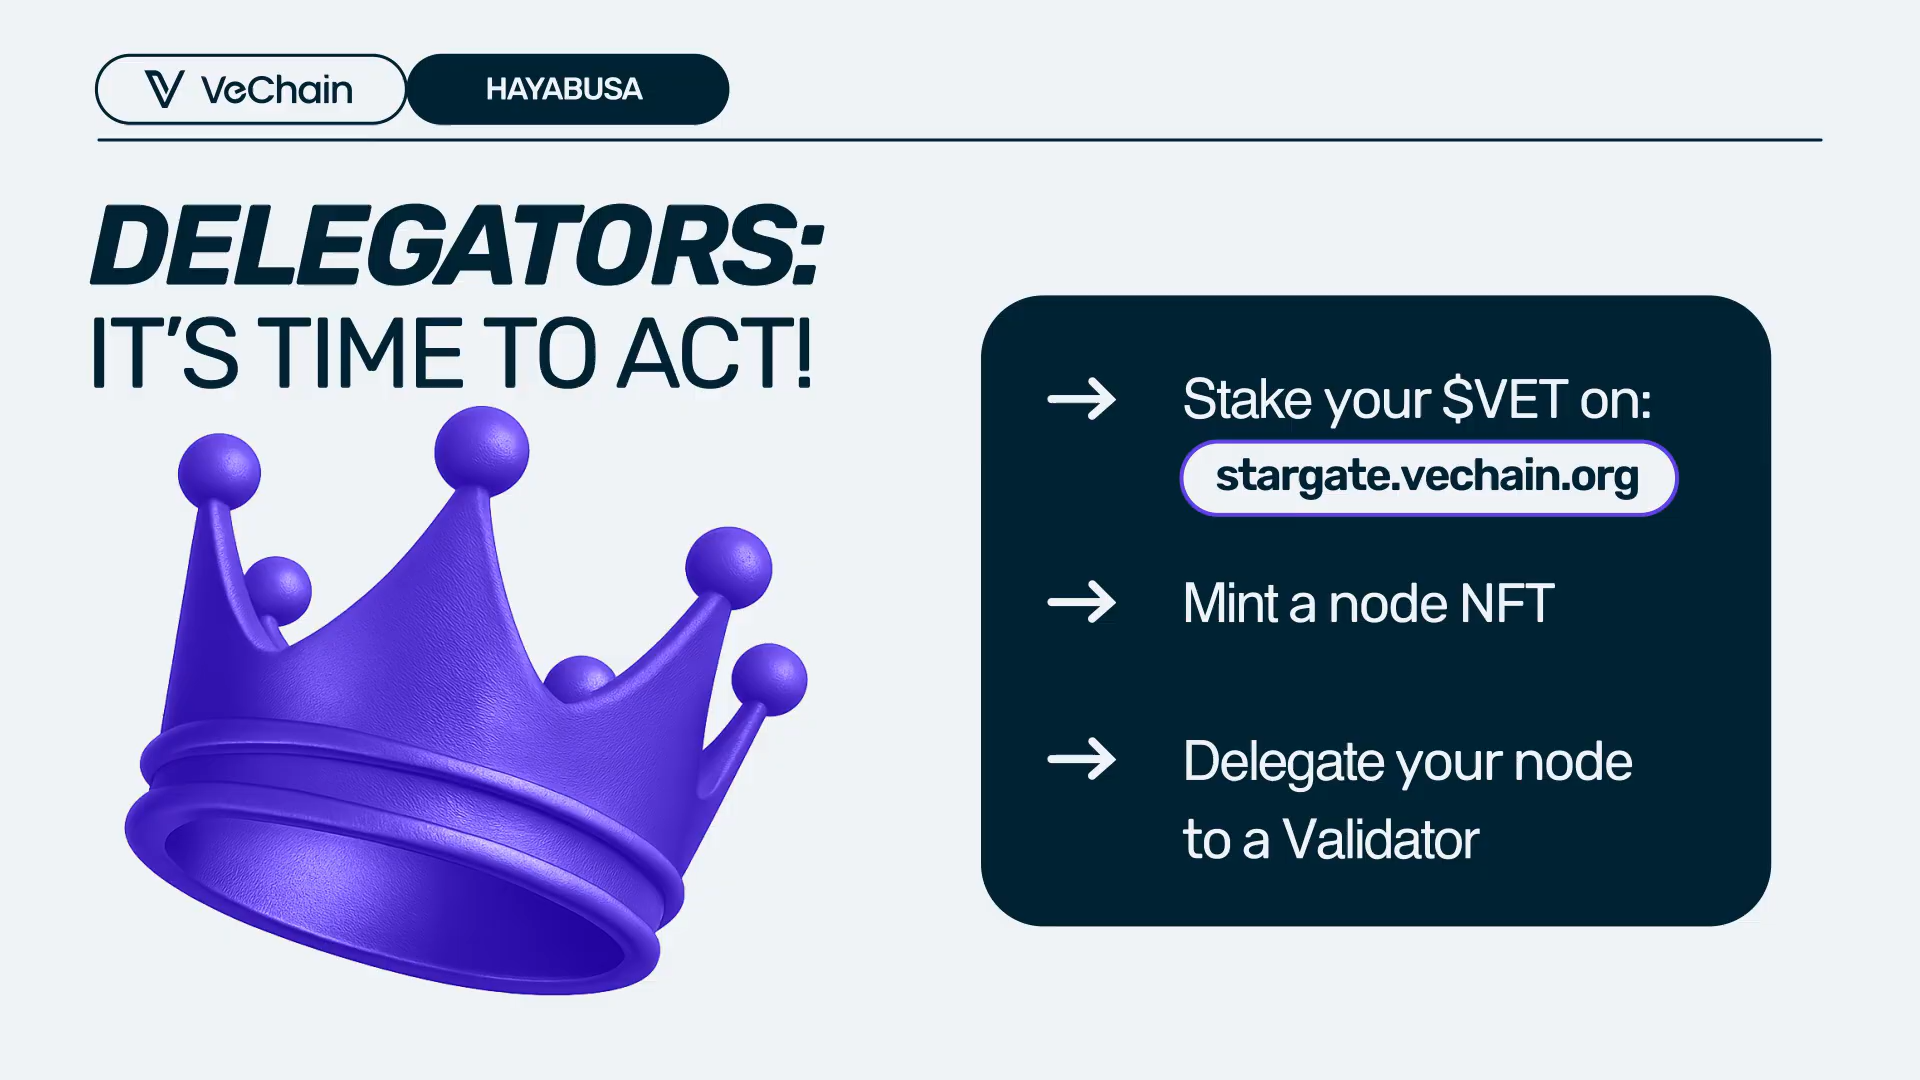 VeChain
HAYABUSA
DELEGATORS:
IT’S TIME TO ACT!
Stake your $VET on:
stargate.vechain.org
Mint a node NFT
Delegate your node
to a Validator